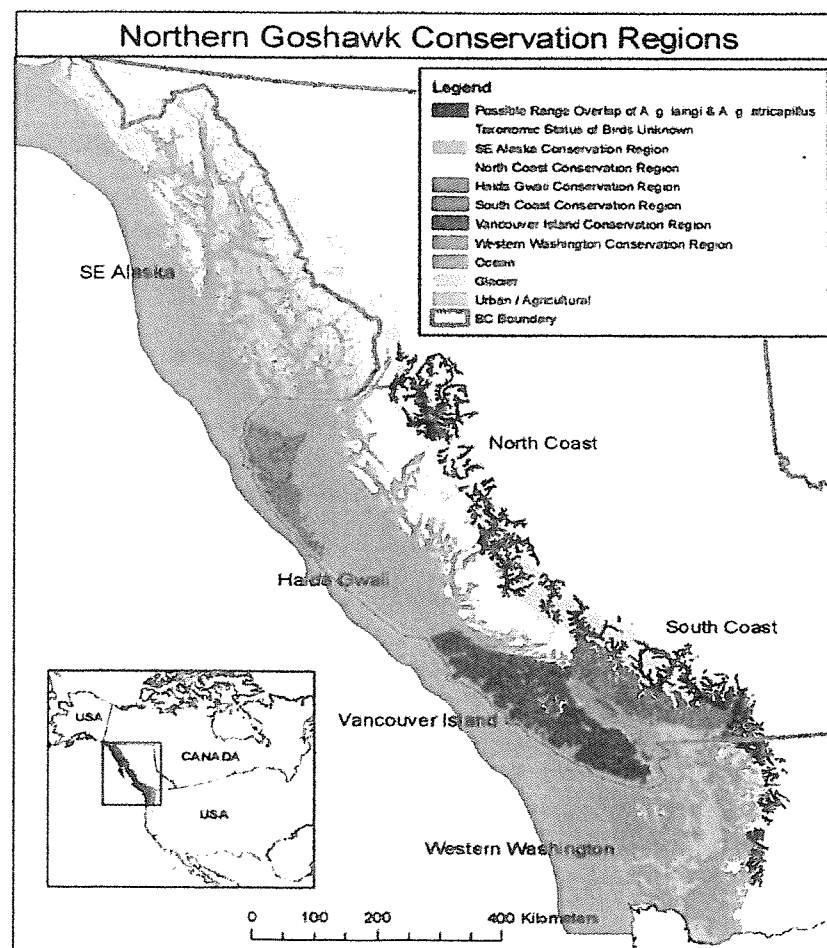 Northern Goshawk Conservation Regions
Legend
Possible Range Overlap of A. g. laingi & A. g. atricapillus
Taxonomic Status of Birds Unknown
SE Alaska Conservation Region
North Coast Conservation Region
Haida Gwaii Conservation Region
South Coast Conservation Region
Vancouver Island Conservation Region
Western Washington Conservation Region
Ocean
Glacier
Urban / Agricultural
BC Boundary
SE Alaska
North Coast
Haida Gwaii
South Coast
Vancouver Island
Western Washington
USA
CANADA
USA
0 100 200 400 Kilometers